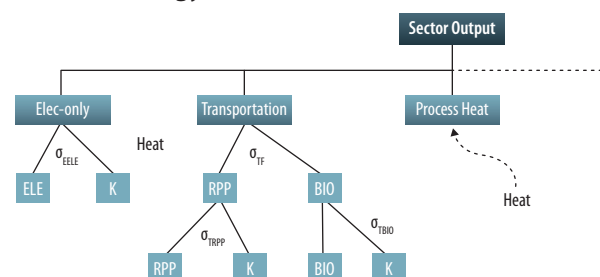 Sector Output
Elec-only
Transportation
Process Heat
σEELE
Heat
σTF
ELE
K
RPP
BIO
Heat
σTRPP
σTBIO
RPP
K
BIO
K